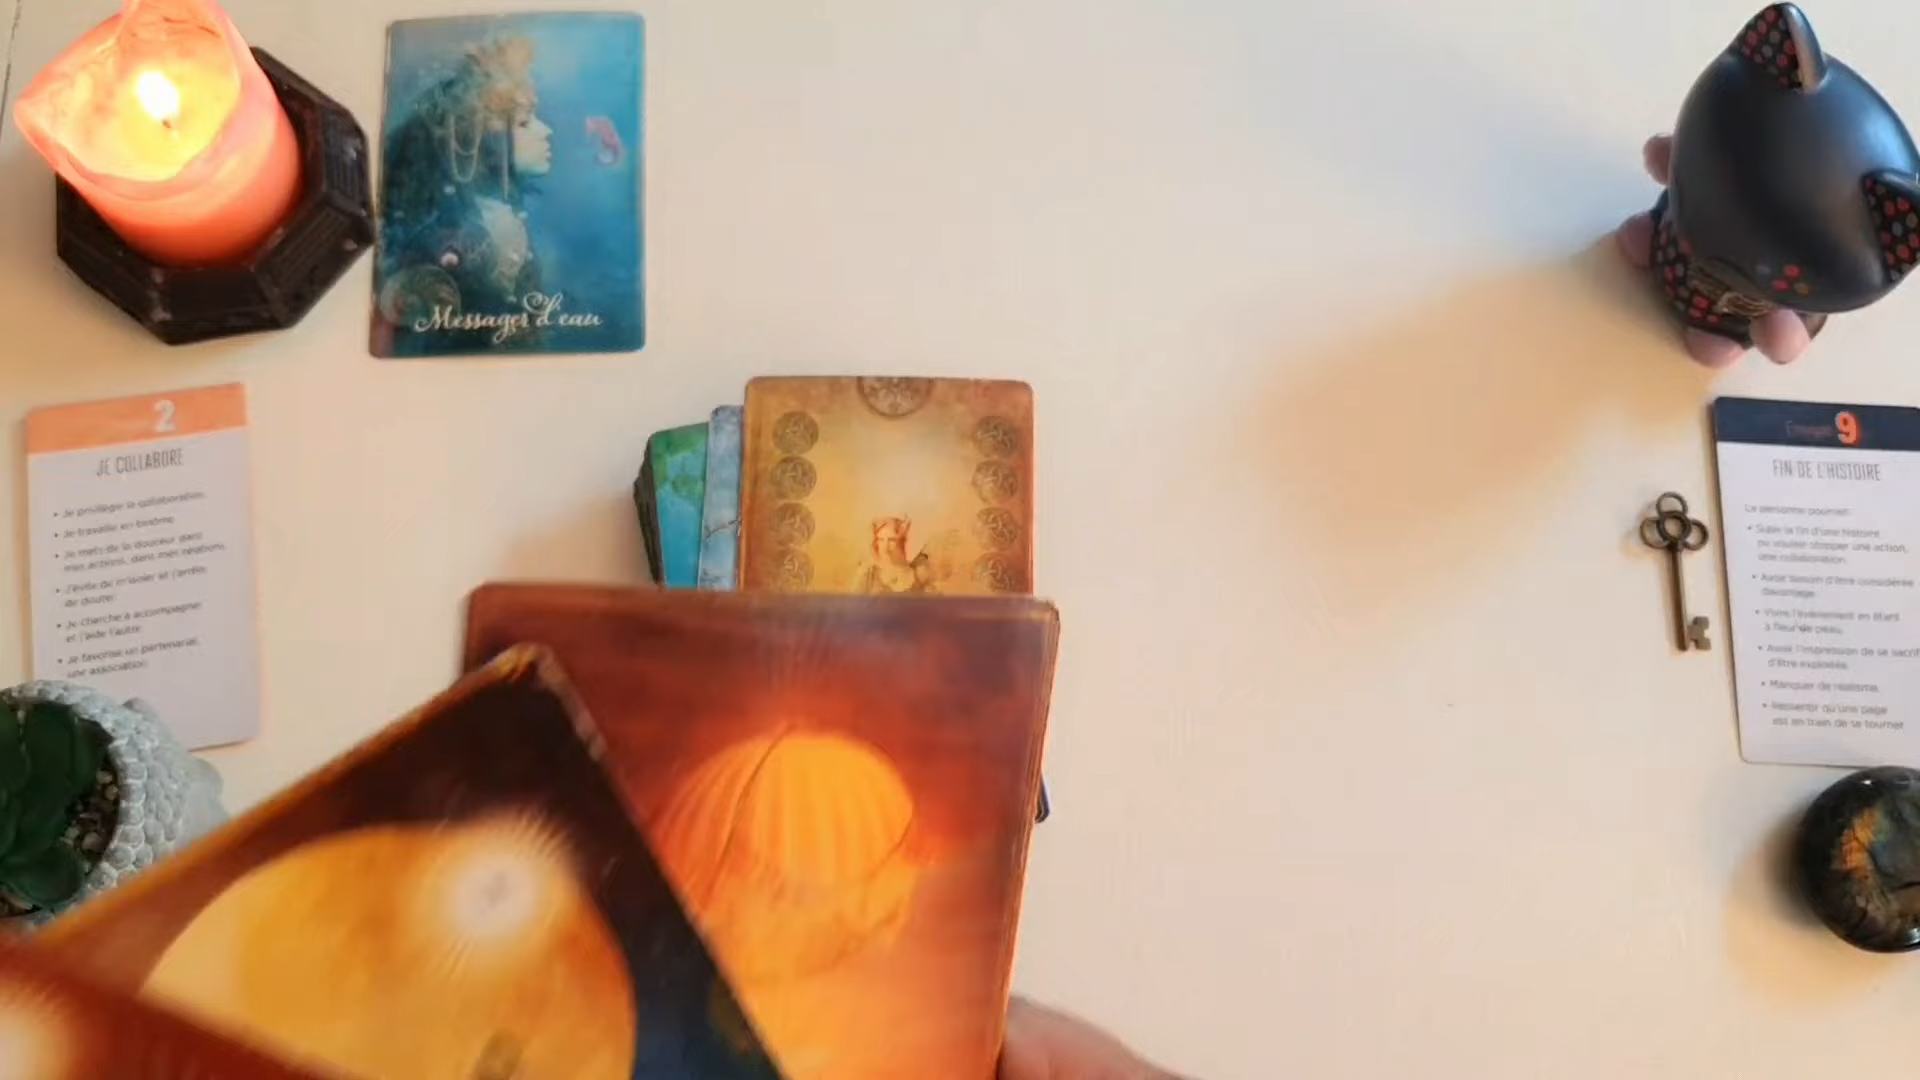 Messages d'eau
2
JE COLLABORE
• Je privilégie la collaboration.
• Je travaille en binôme.
• Je mets de la douceur dans
mes actions, dans mes relations.
• J'évite de m'isoler et j'arrête
de douter.
• Je cherche à accompagner
et j'aide l'autre.
• Je favorise un partenariat,
une association.
9
FIN DE L'HISTOIRE
La personne pourrait:
• Subir la fin d'une histoire
ou vouloir stopper une action,
une collaboration.
• Avoir besoin d'être considérée
davantage.
• Vivre l'événement en étant
à fleur de peau.
• Avoir l'impression de se sacrif
d'être exploitée.
• Manquer de réalisme.
• Ressentir qu'une page
est en train de se tourner